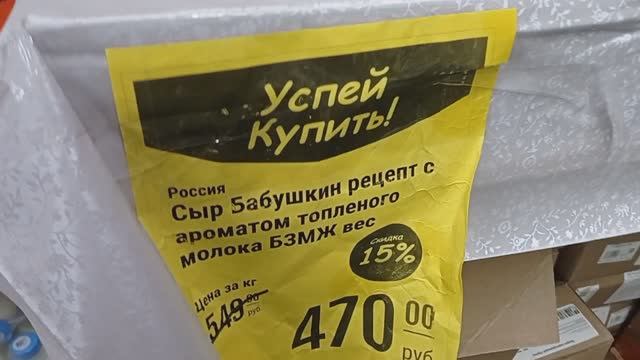 Успей
Купить!
Россия
Сыр Бабушкин рецепт с
ароматом топленого
молока БЗМЖ вес
Скидка
15%
Цена за кг
549 00
руб
470 00
руб